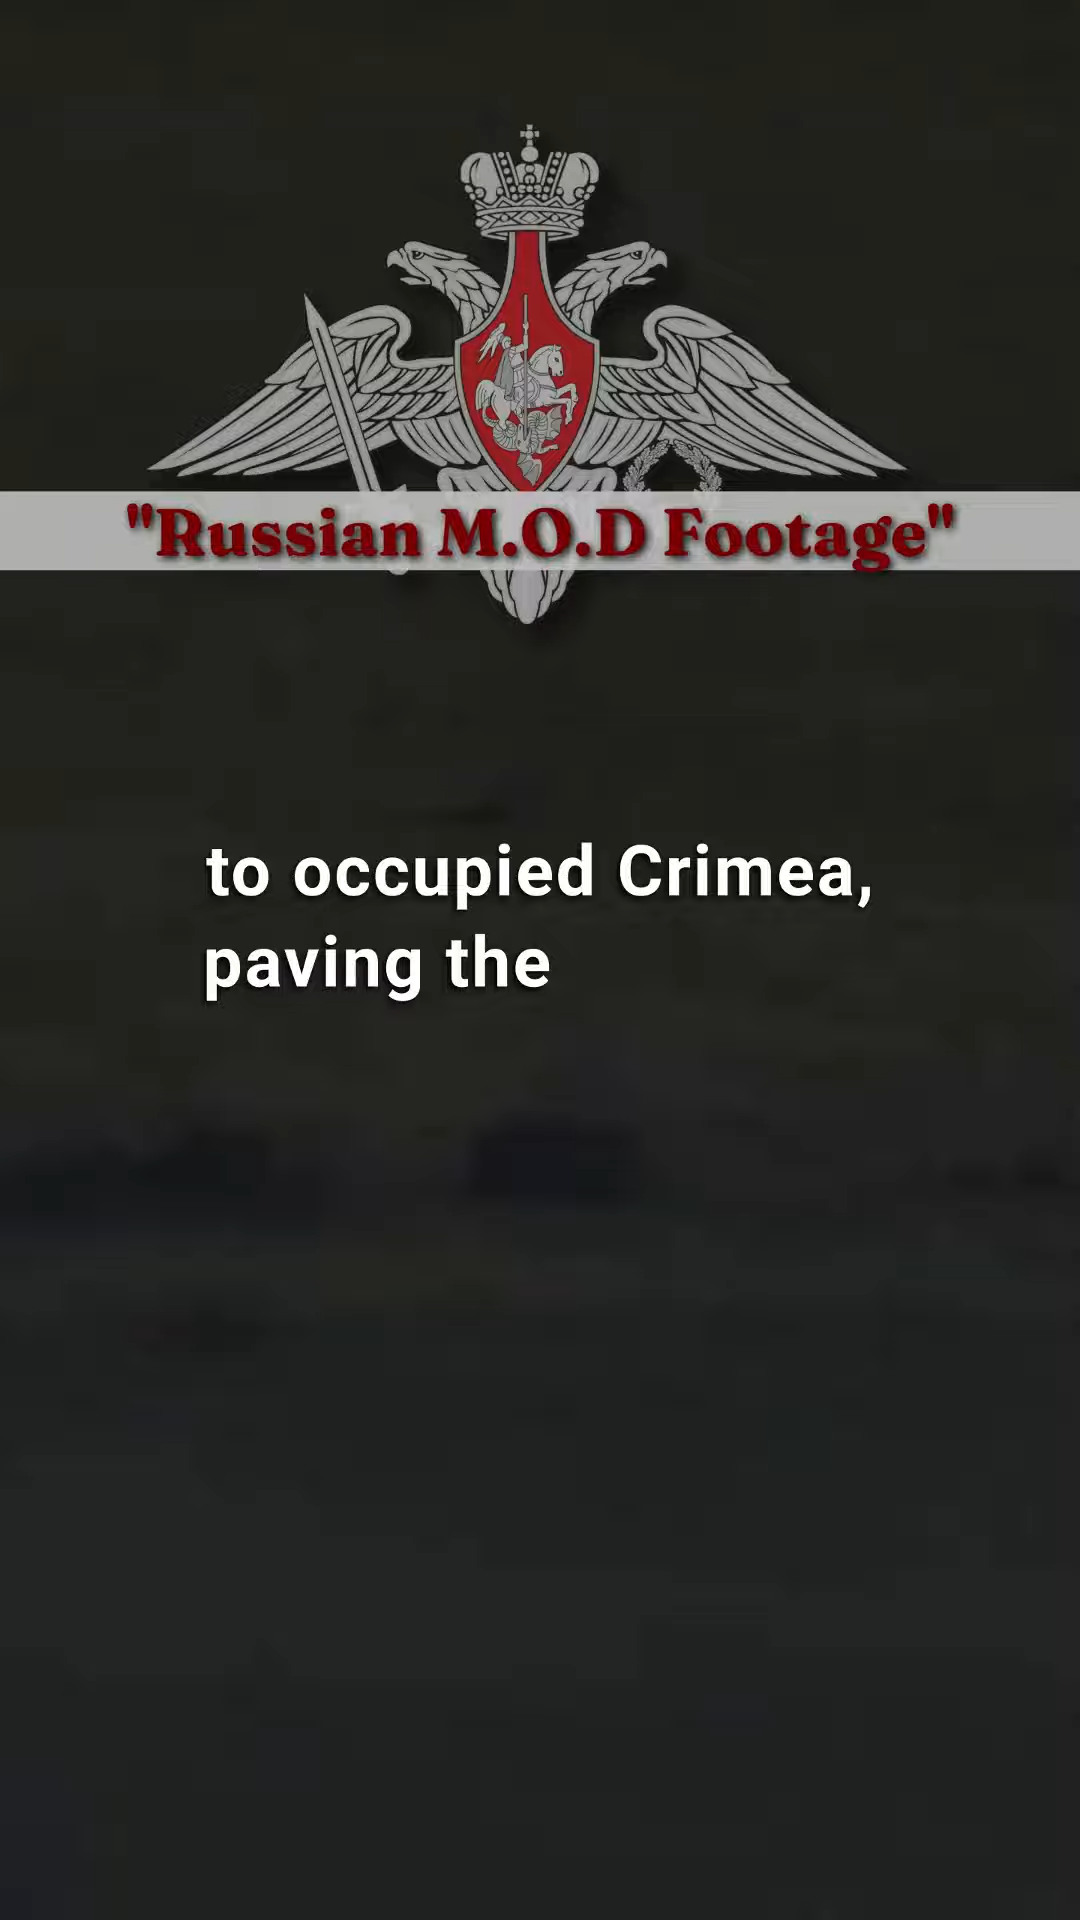 "Russian M.O.D Footage"
to occupied Crimea,
paving the